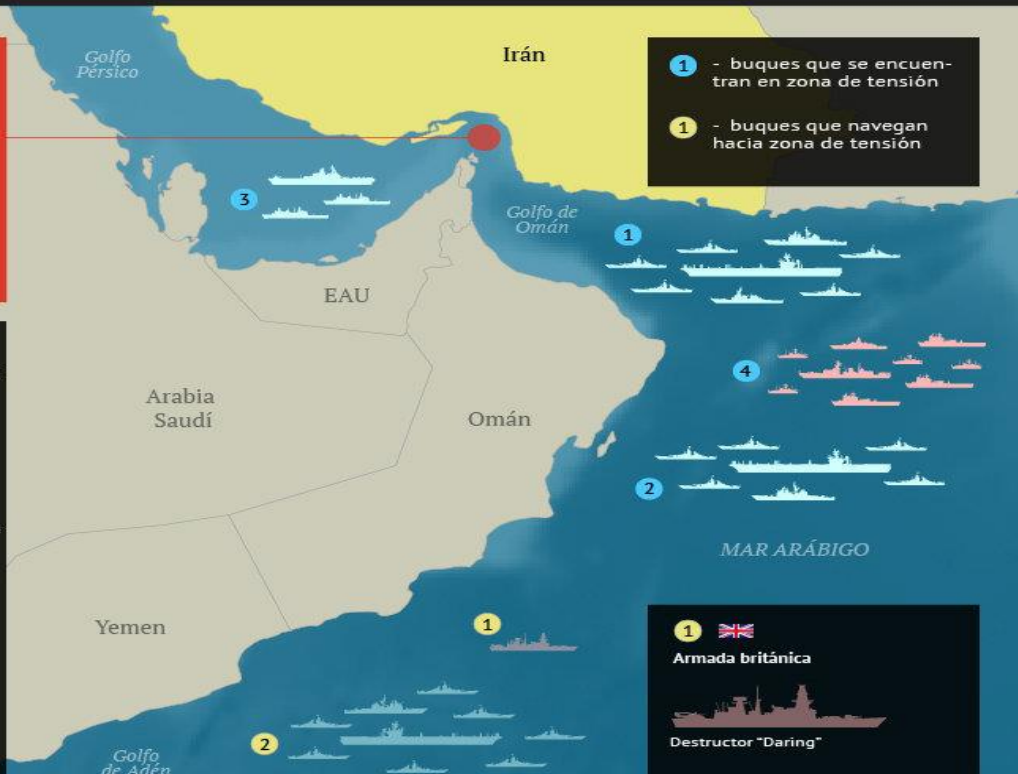 Golfo
Pérsico
Irán
1 - buques que se encuen-
tran en zona de tensión
1 - buques que navegan
hacia zona de tensión
3
Golfo de
Omán
1
EAU
4
Arabia
Saudí
Omán
2
MAR ARÁBIGO
Yemen
1
1
Armada británica
Destructor "Daring"
2
Golfo
de Adén